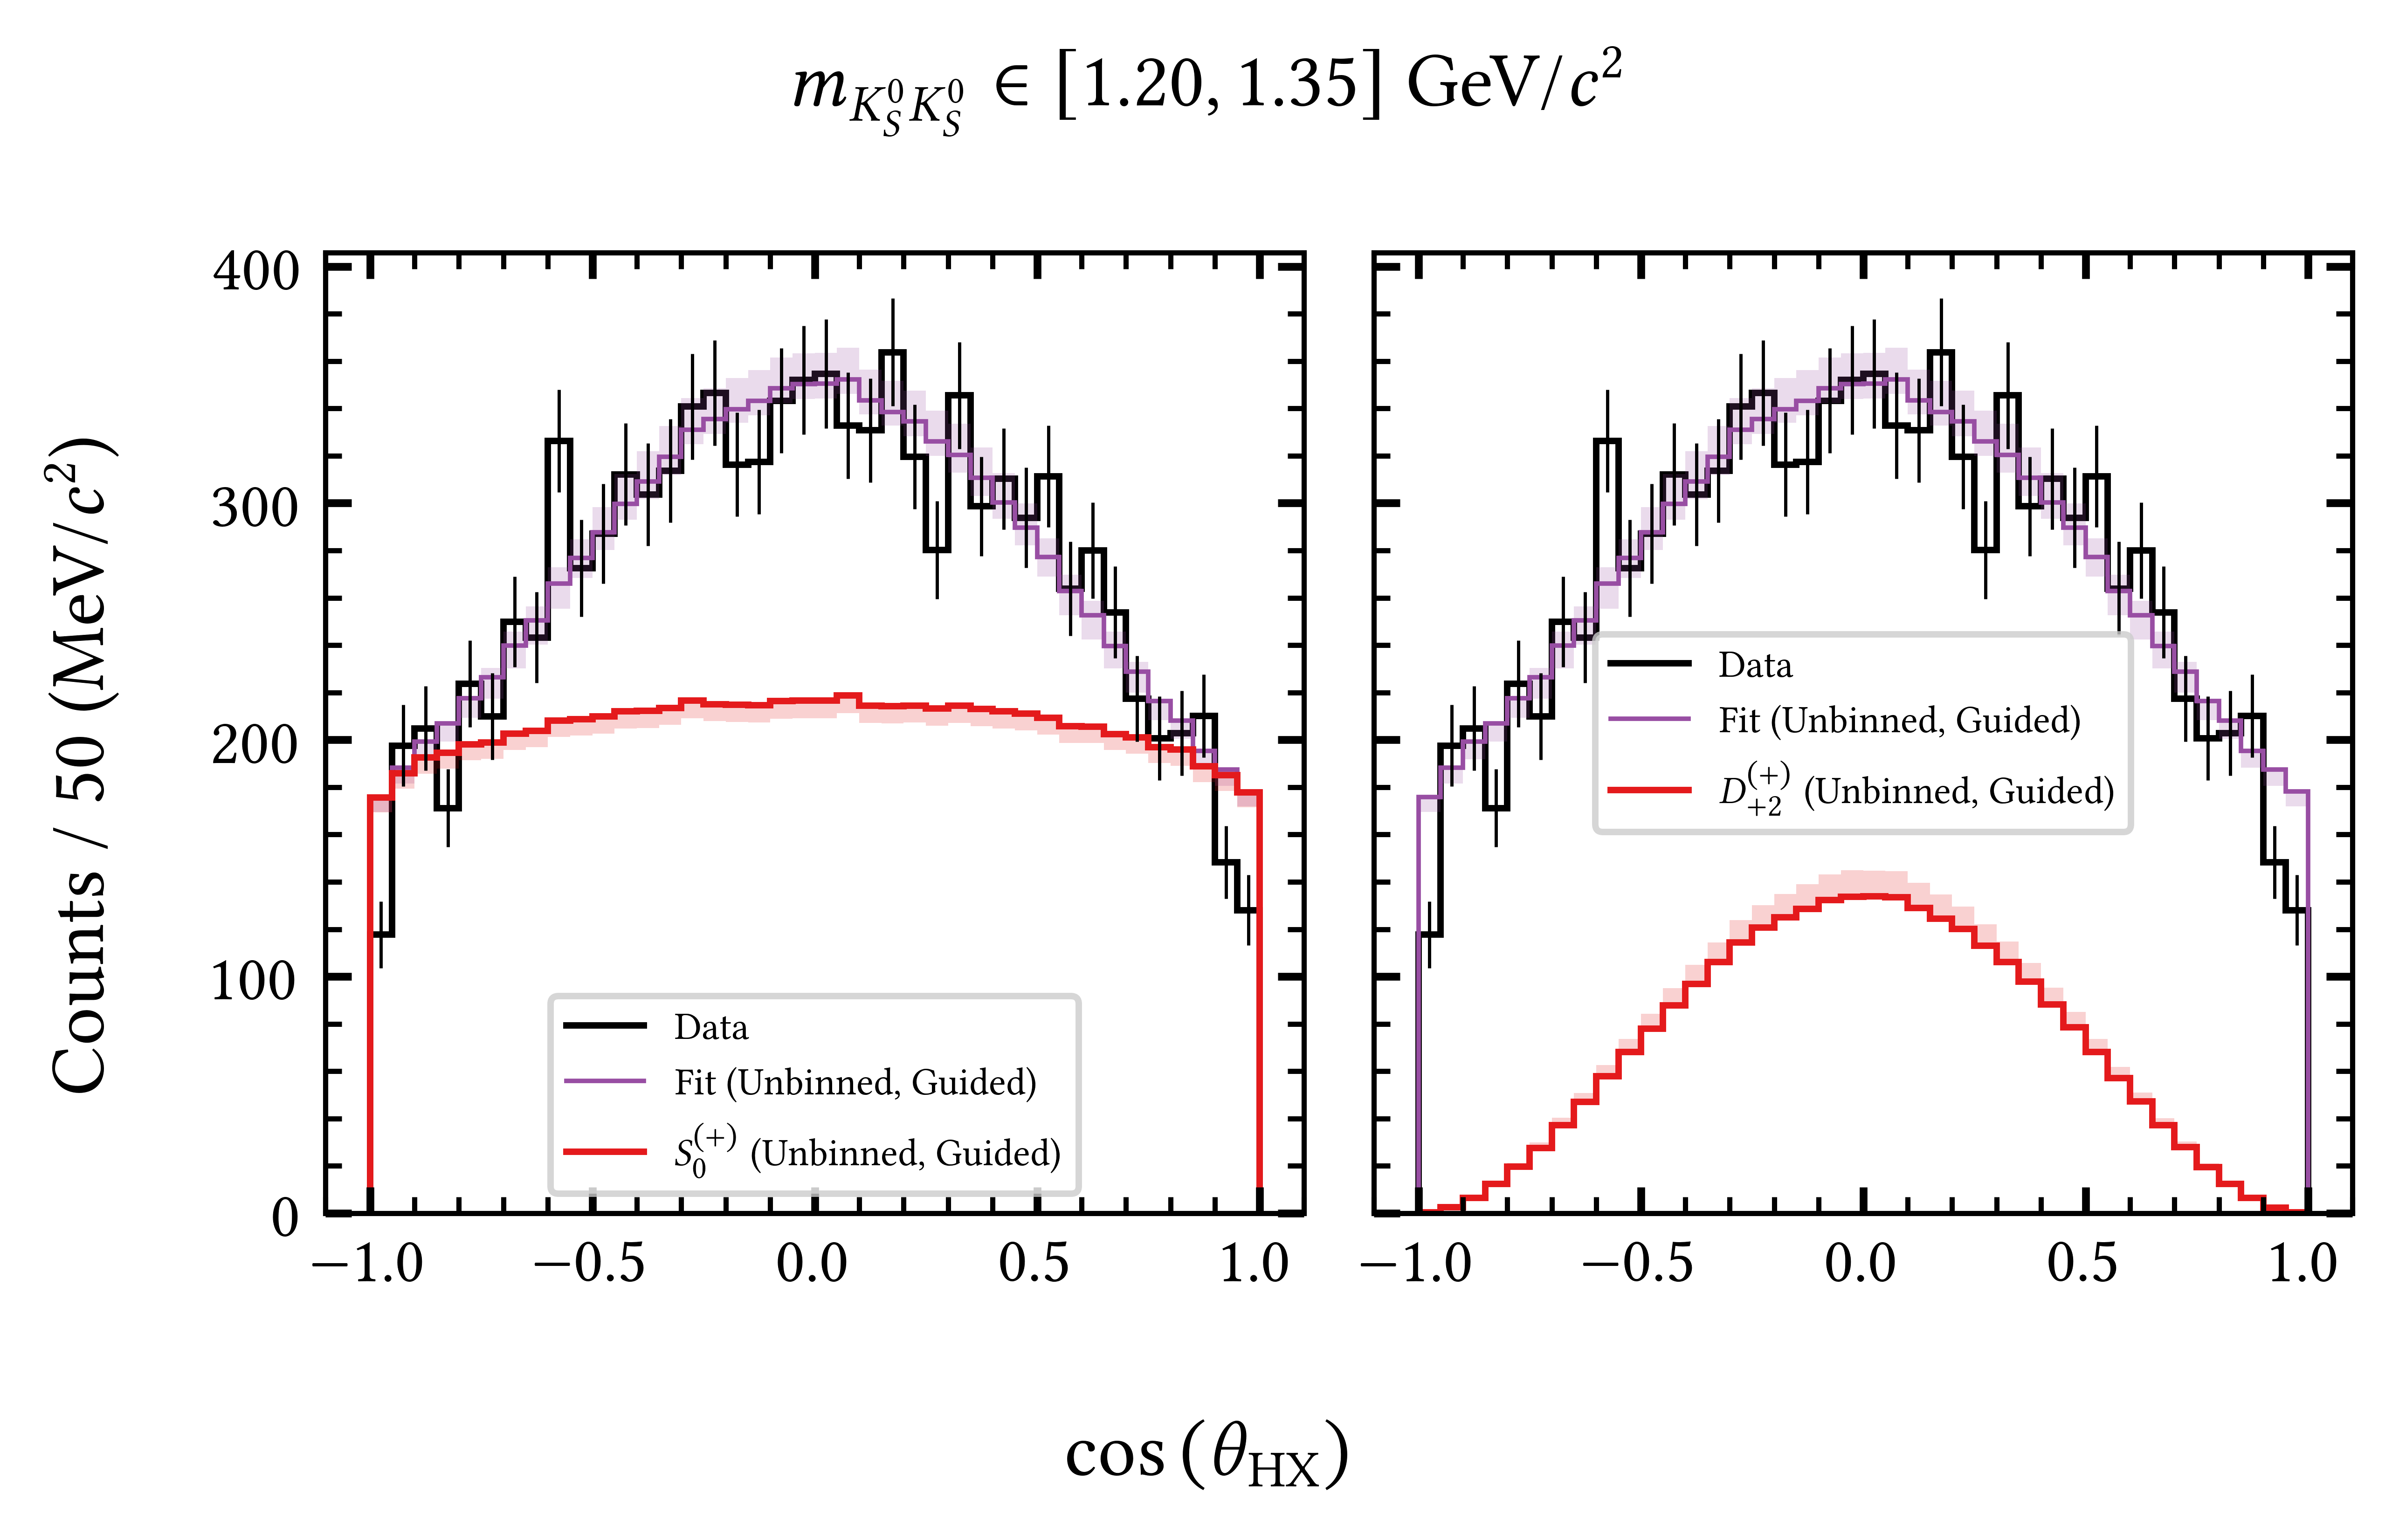 m_{K_S^0 K_S^0} ∈ [1.20, 1.35] GeV/c²
Counts / 50 (MeV/c²)
400
300
200
100
0
Data
Fit (Unbinned, Guided)
S_0^{(+)} (Unbinned, Guided)
−1.0 −0.5 0.0 0.5 1.0
Data
Fit (Unbinned, Guided)
D_{+2}^{(+)} (Unbinned, Guided)
−1.0 −0.5 0.0 0.5 1.0
cos (θ_{HX})